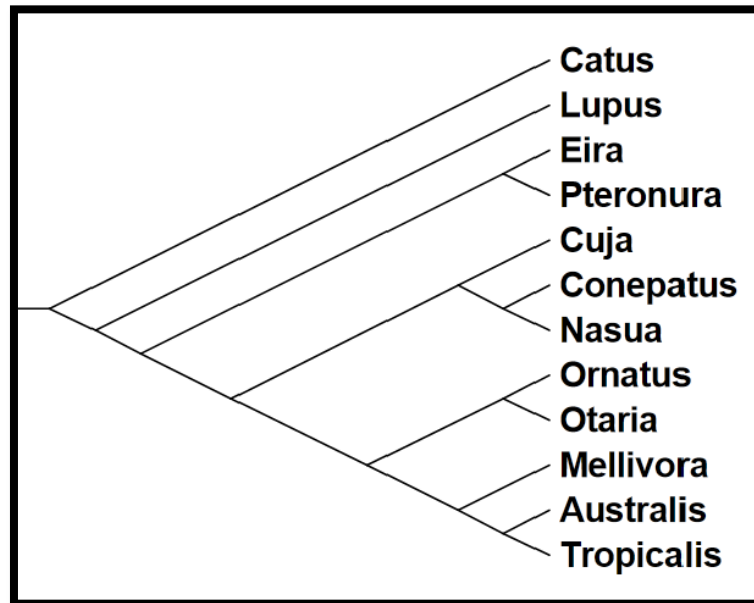 Catus
Lupus
Eira
Pteronura
Cuja
Conepatus
Nasua
Ornatus
Otaria
Mellivora
Australis
Tropicalis